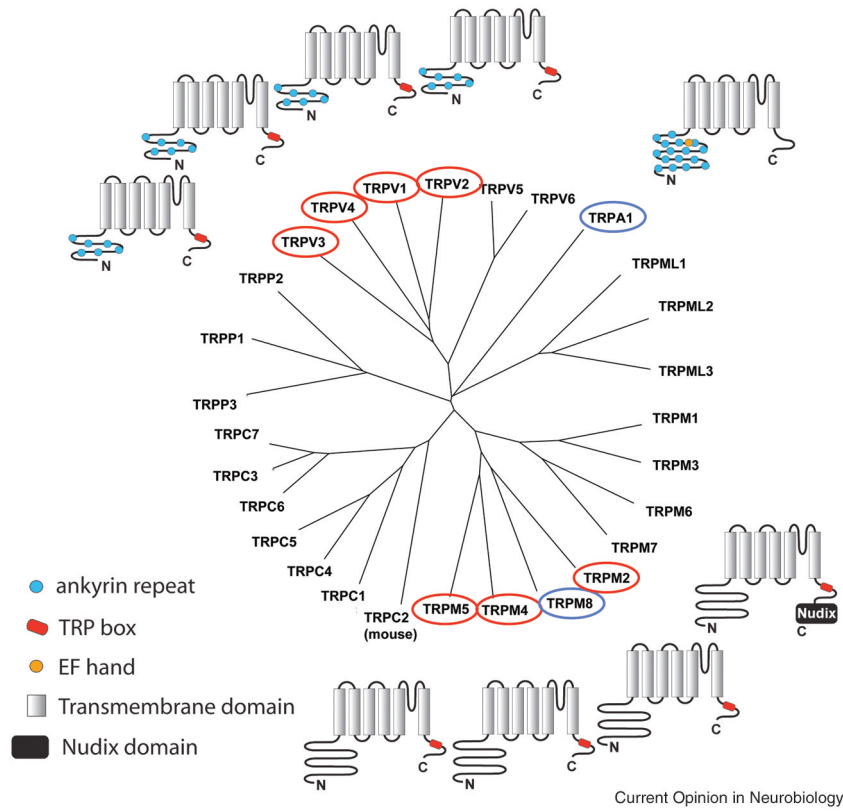 N
C
N
C
N
C
N
C
N
C
TRPV1
TRPV2
TRPV5
TRPV6
TRPA1
TRPV4
TRPV3
TRPML1
TRPP2
TRPML2
TRPP1
TRPML3
TRPP3
TRPM1
TRPC7
TRPM3
TRPC3
TRPC6
TRPM6
TRPC5
TRPM7
TRPC4
TRPM2
TRPC1
TRPC2
(mouse)
TRPM5
TRPM4
TRPM8
ankyrin repeat
TRP box
EF hand
Transmembrane domain
Nudix domain
Nudix
N
C
N
C
N
C
N
C
Current Opinion in Neurobiology